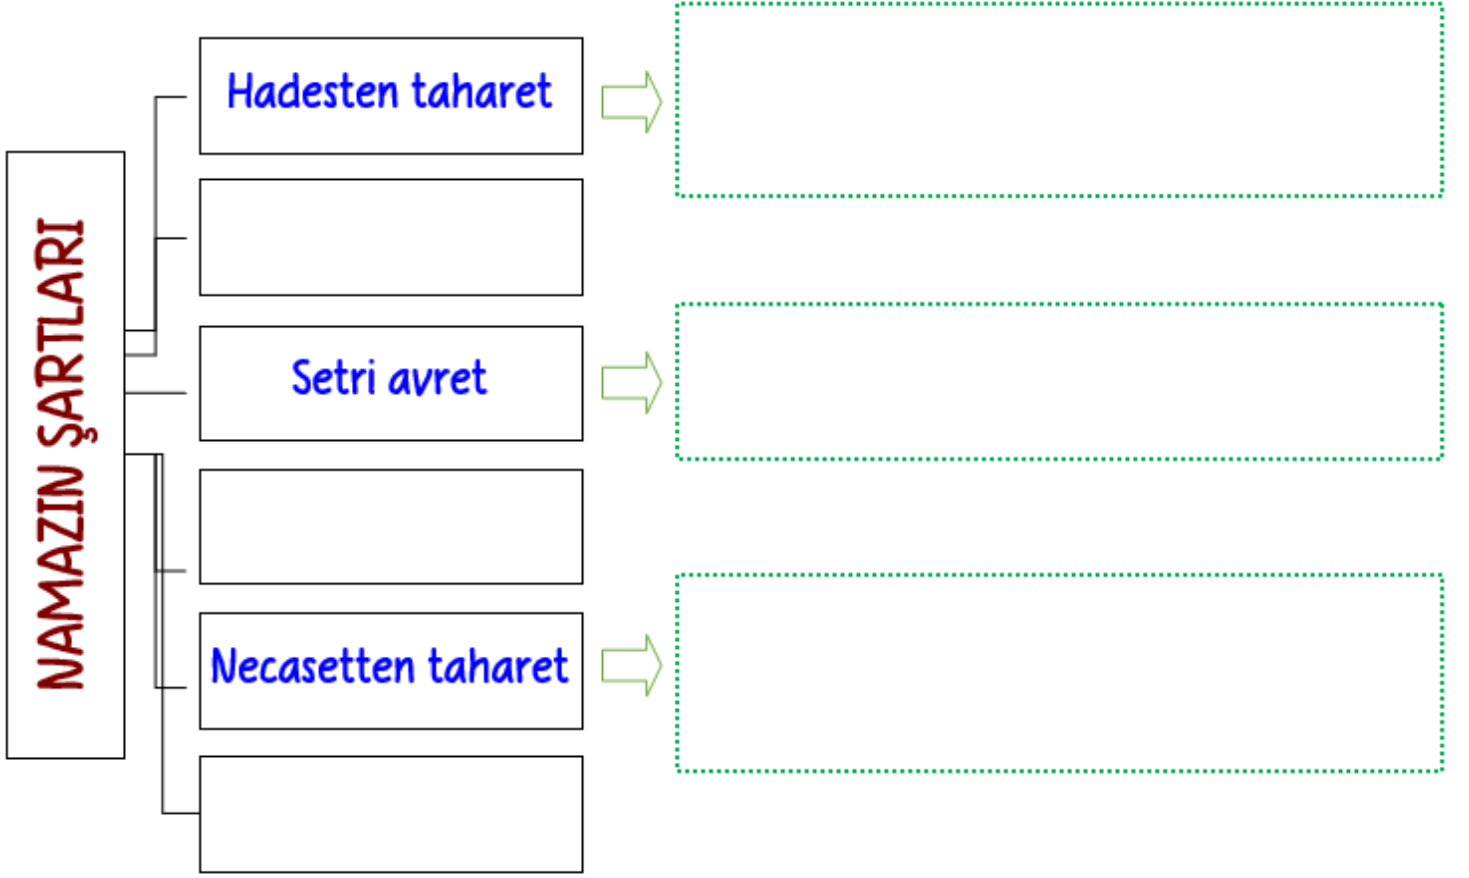 NAMAZIN ŞARTLARI
Hadesten taharet
Setri avret
Necasetten taharet